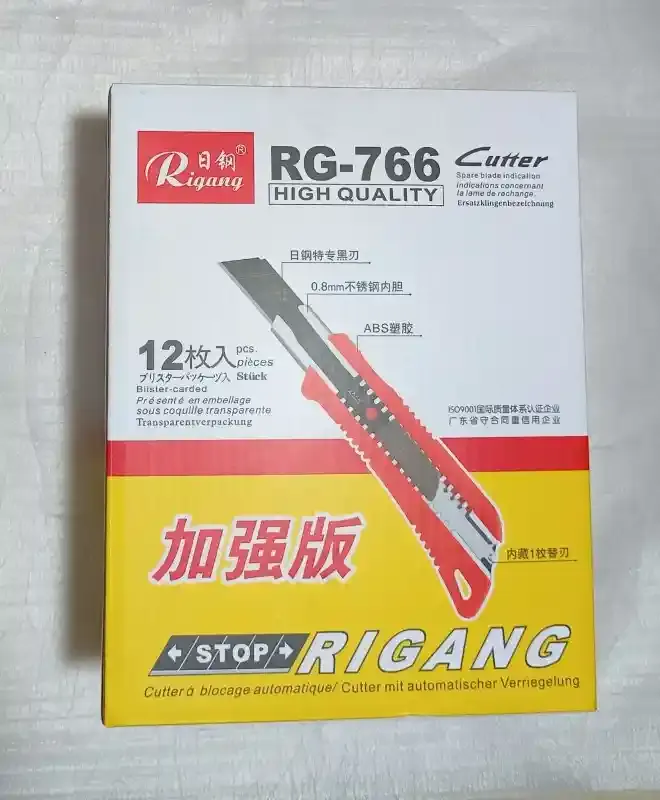 日钢®
Rigang
RG-766
HIGH QUALITY
Cutter
Spare blade indication
Indications concernant
la lame de rechange.
Ersatzklingenbezeichnung
日钢特专黑刃
0.8mm不锈钢内胆
ABS塑胶
12枚入 pcs.
pièces
ブリスターパッケーヅ入 Stück
Blister-carded
Présenté en embellage
sous coquille transparente
Transparentverpackung
ISO9001国际质量体系认证企业
广东省守合同重信用企业
加强版
内藏1枚替刃
STOP
RIGANG
Cutter á blocage automatique/ Cutter mit automatischer Verriegelung